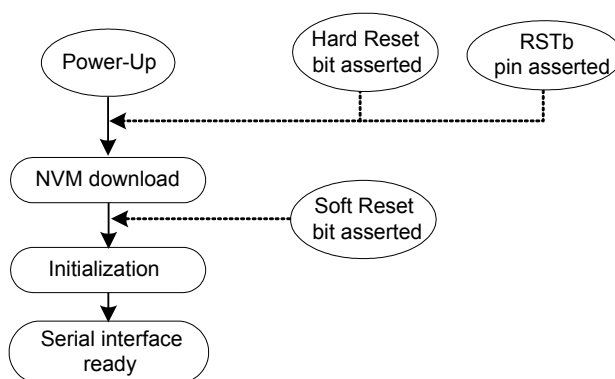 Power-Up
Hard Reset
bit asserted
RSTb
pin asserted
NVM download
Soft Reset
bit asserted
Initialization
Serial interface
ready